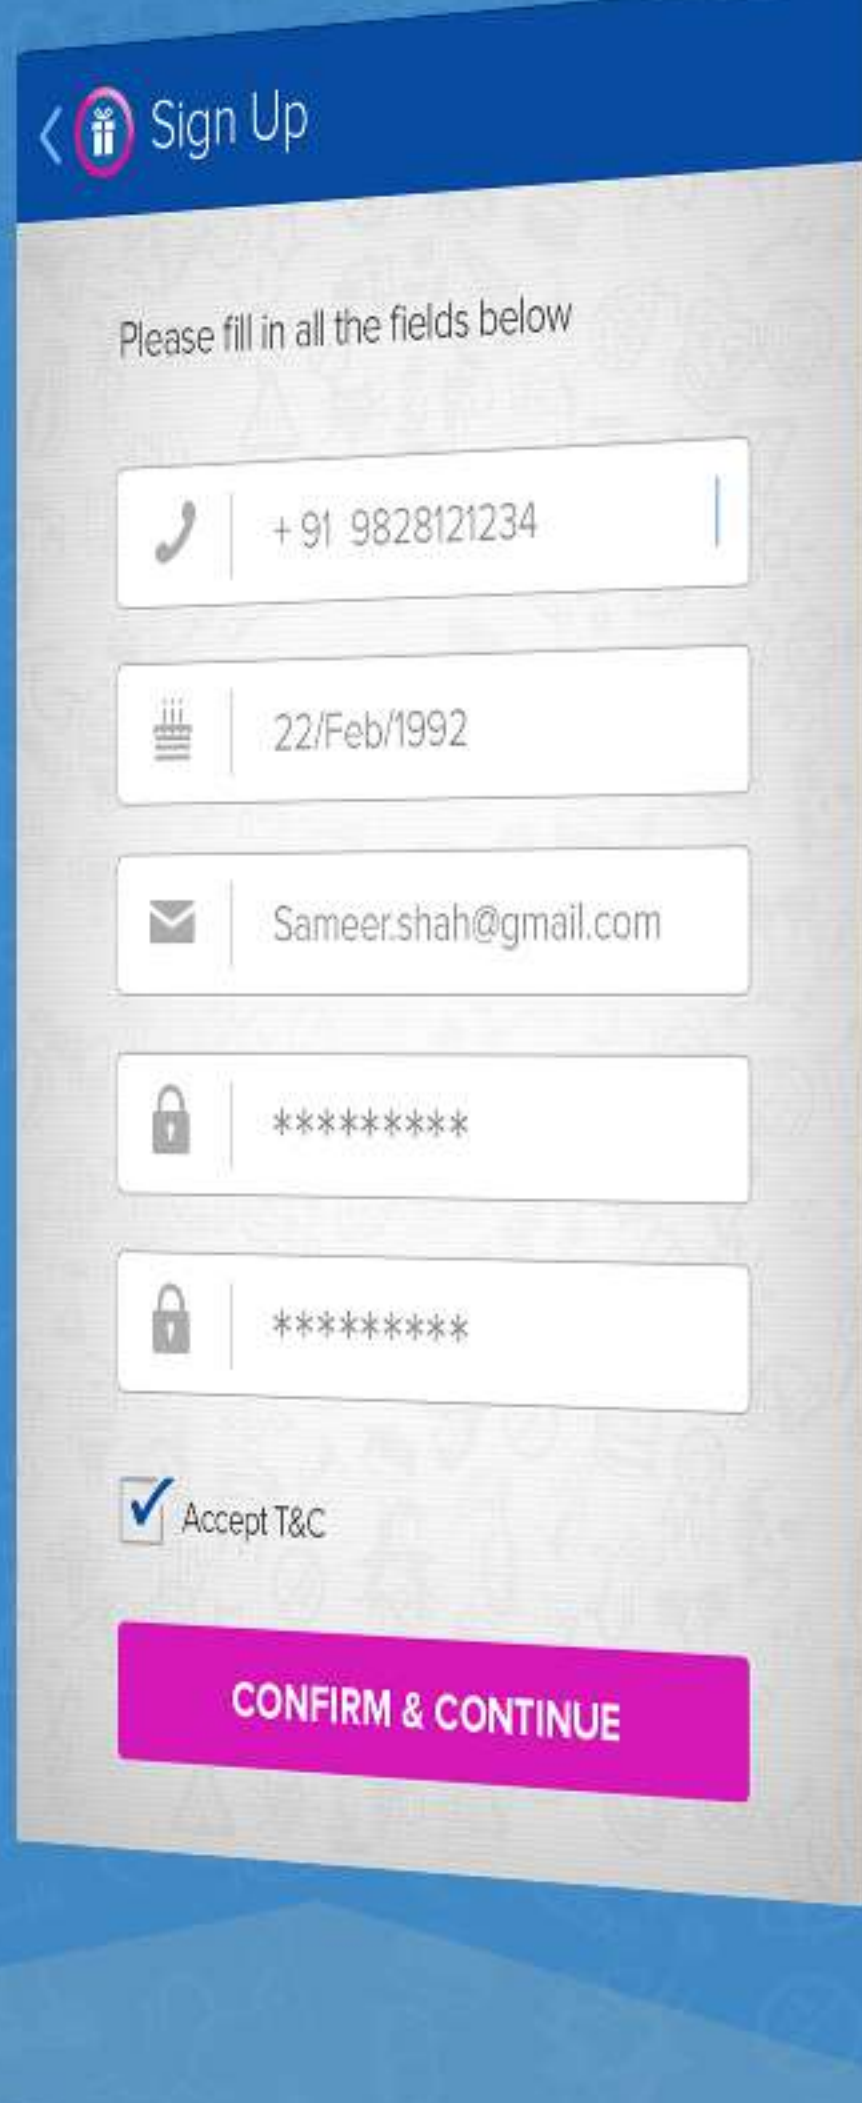 Sign Up
Please fill in all the fields below
+ 91 9828121234
22/Feb/1992
Sameer.shah@gmail.com
*********
*********
Accept T&C
CONFIRM & CONTINUE